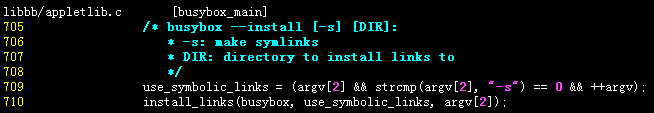 libbb/appletlib.c [busybox_main]
705 /* busybox --install [-s] [DIR]:
706 * -s: make symlinks
707 * DIR: directory to install links to
708 */
709 use_symbolic_links = (argv[2] && strcmp(argv[2], "-s") == 0 && ++argv);
710 install_links(busybox, use_symbolic_links, argv[2]);